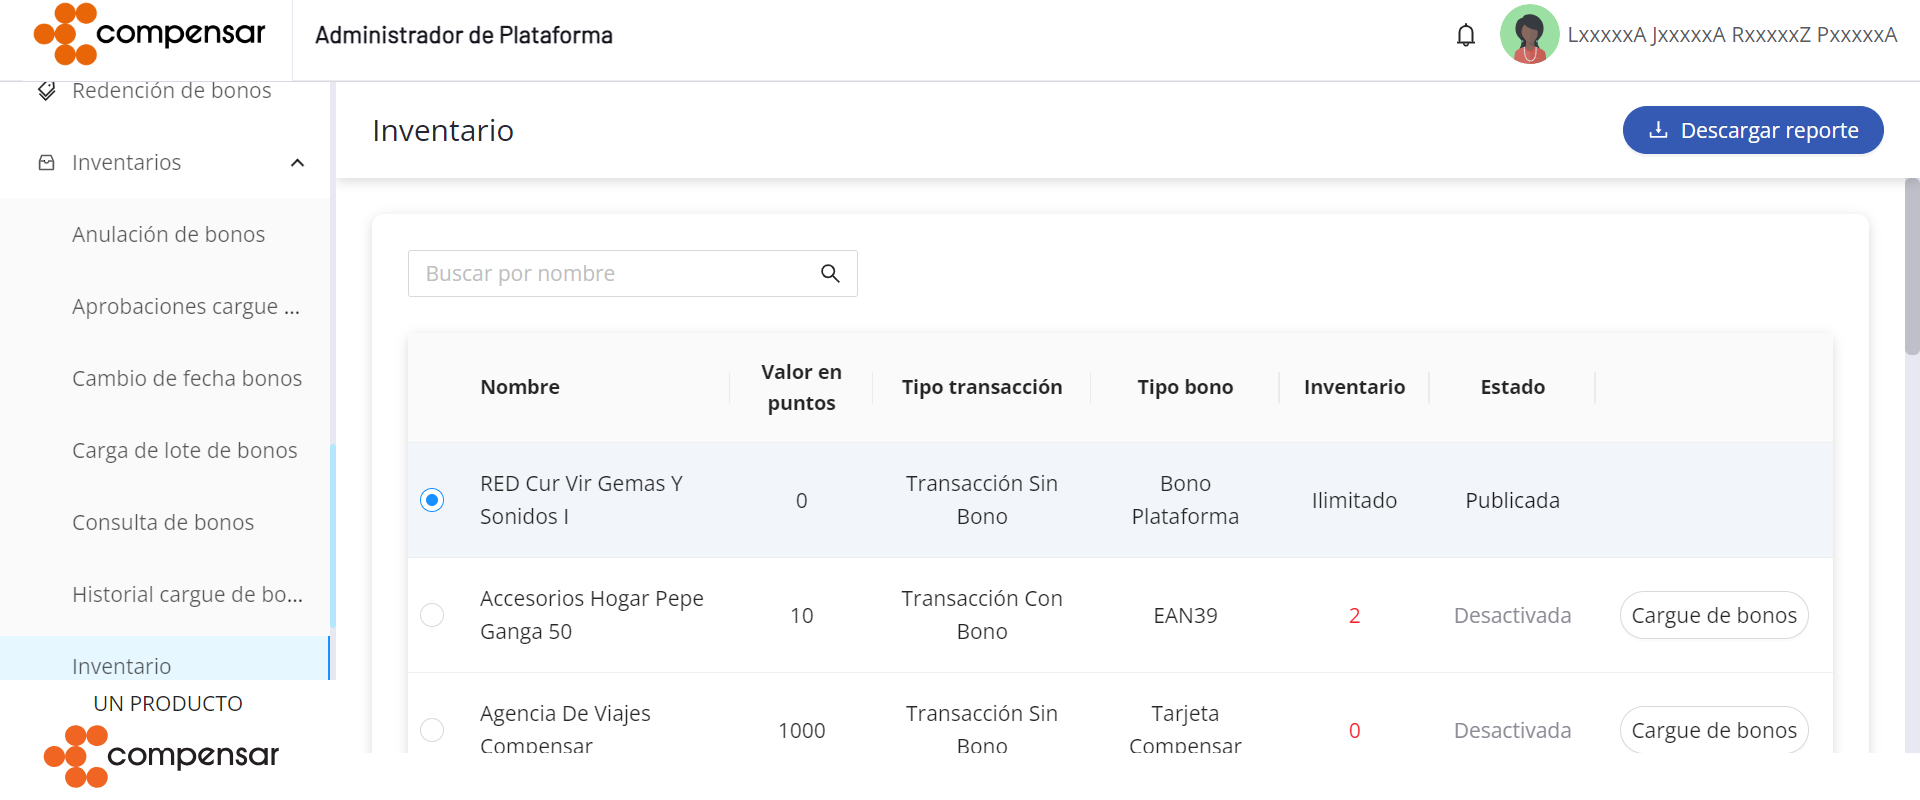 compensar
Administrador de Plataforma
LxxxxxA JxxxxxA RxxxxxZ PxxxxxA
Redención de bonos
Inventarios
Anulación de bonos
Aprobaciones cargue ...
Cambio de fecha bonos
Carga de lote de bonos
Consulta de bonos
Historial cargue de bo...
Inventario
UN PRODUCTO
compensar
Inventario
Descargar reporte
Buscar por nombre
Nombre
Valor en
puntos
Tipo transacción
Tipo bono
Inventario
Estado
RED Cur Vir Gemas Y
Sonidos I
0
Transacción Sin
Bono
Bono
Plataforma
Ilimitado
Publicada
Accesorios Hogar Pepe
Ganga 50
10
Transacción Con
Bono
EAN39
2
Desactivada
Cargue de bonos
Agencia De Viajes
Compensar
1000
Transacción Sin
Bono
Tarjeta
Compensar
0
Desactivada
Cargue de bonos